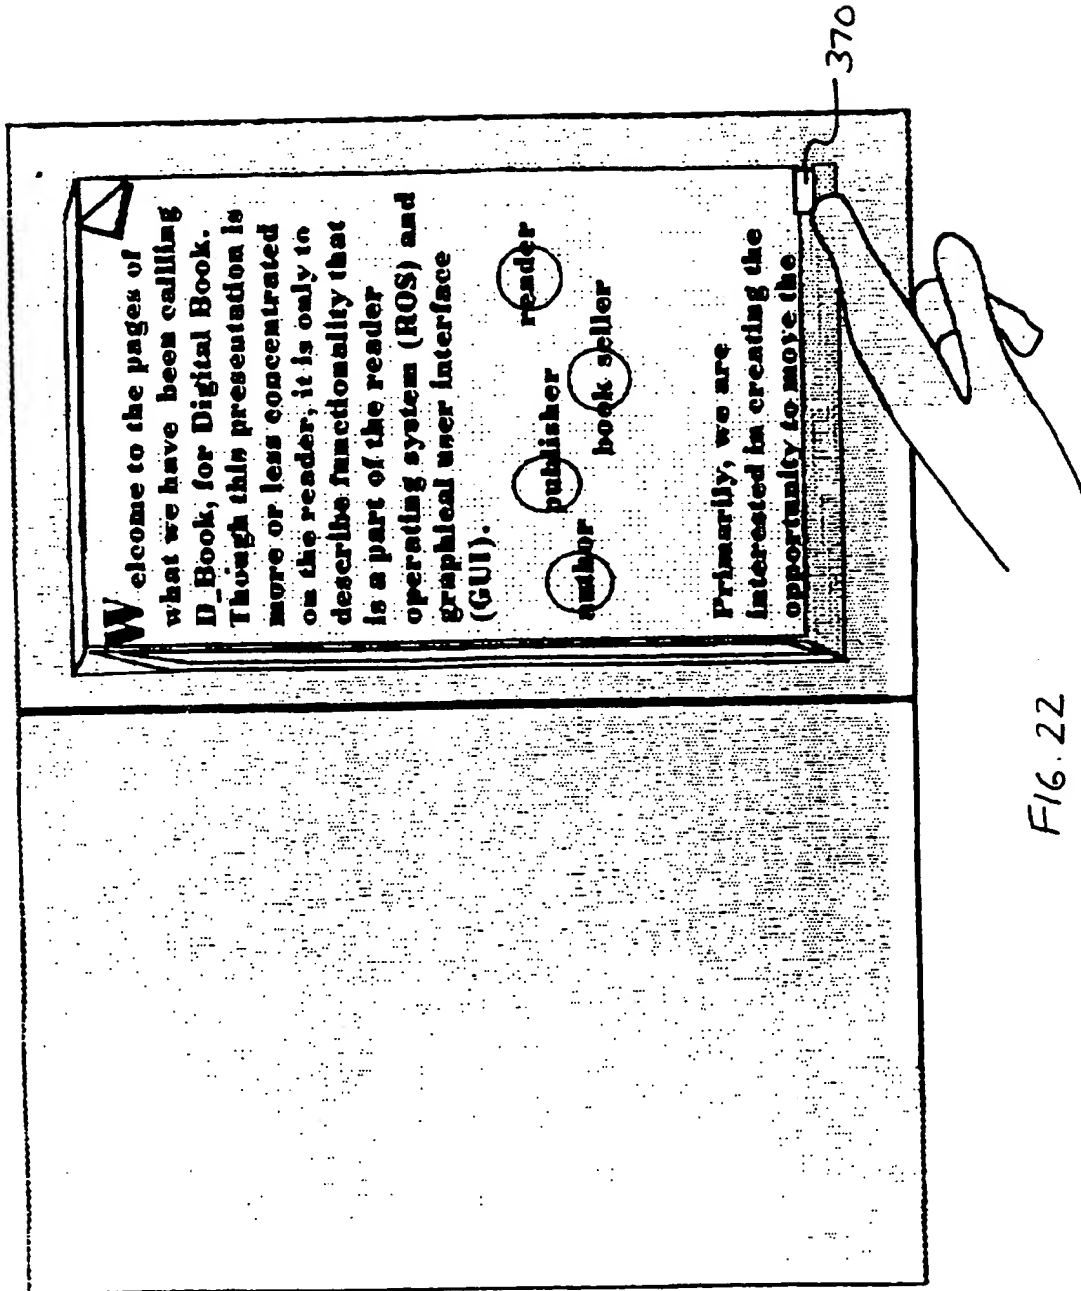 Welcome to the pages of
what we have been callling
D_Book, for Digital Book.
Though this presentation is
more or less concentrated
on the reader, it is only to
describe functionality that
is a part of the reader
operating system (ROS) and
graphical user interface
(GUI).
author publisher book seller reader
Primarily, we are
interested in creating the
opportunity to move the
370
FIG. 22